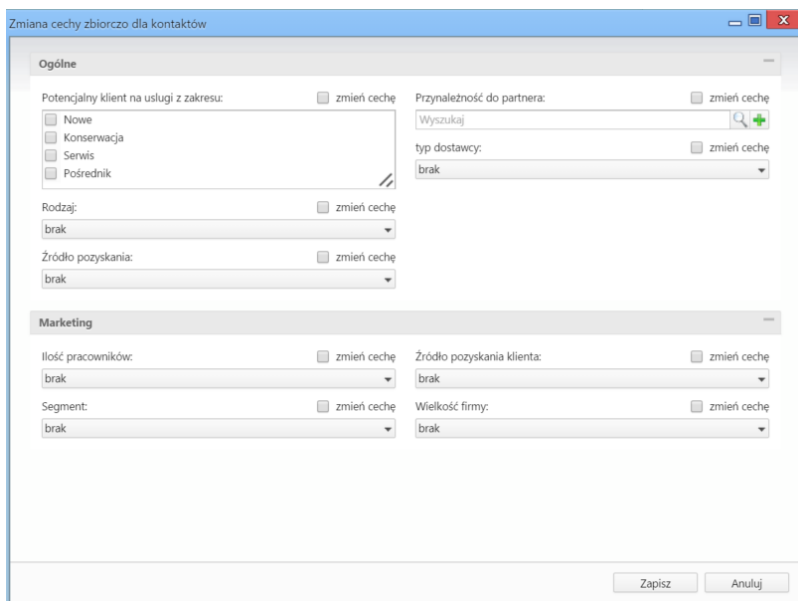 Zmiana cechy zbiorczo dla kontaktów
Ogólne
Potencjalny klient na usługi z zakresu:
zmień cechę
Nowe
Konserwacja
Serwis
Pośrednik
Rodzaj:
zmień cechę
brak
Źródło pozyskania:
zmień cechę
brak
Przynależność do partnera:
zmień cechę
Wyszukaj
typ dostawcy:
zmień cechę
brak
Marketing
Ilość pracowników:
zmień cechę
brak
Segment:
zmień cechę
brak
Źródło pozyskania klienta:
zmień cechę
brak
Wielkość firmy:
zmień cechę
brak
Zapisz
Anuluj